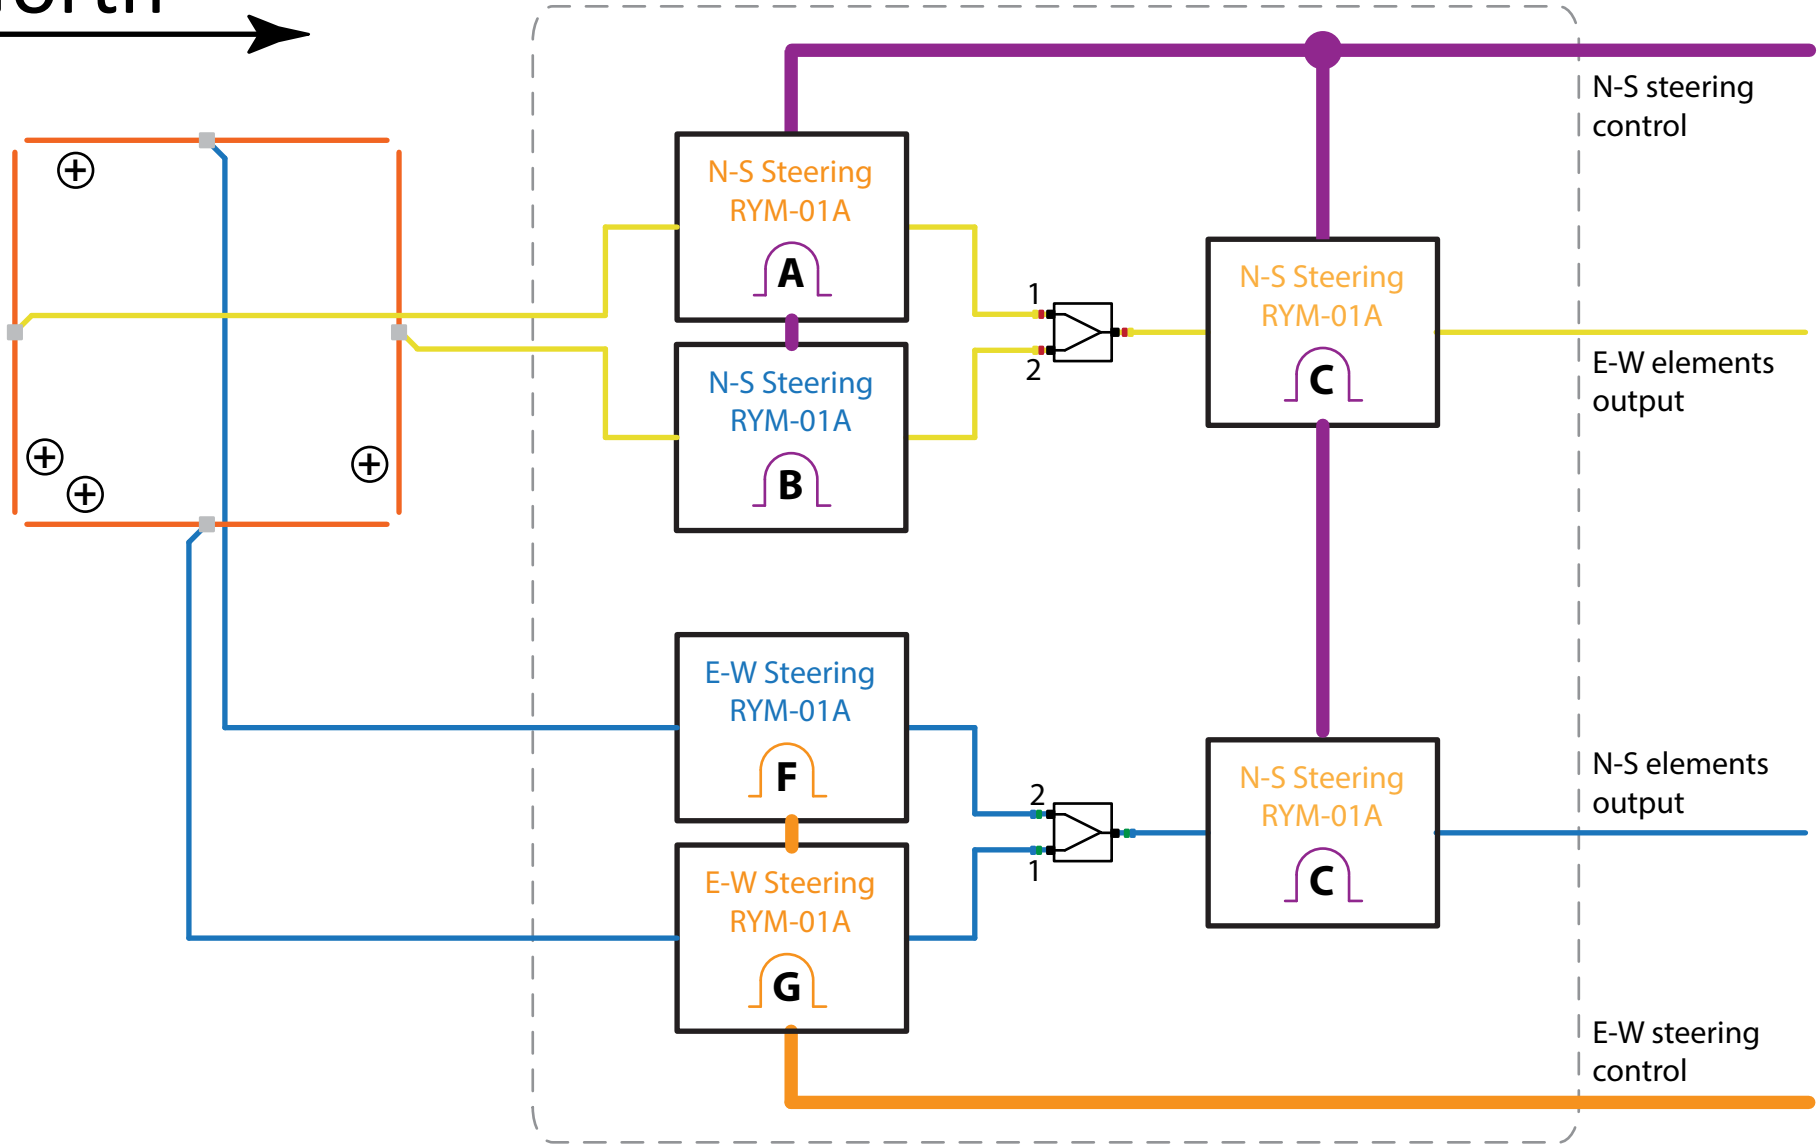 N-S steering
control
N-S Steering
RYM-01A
A
N-S Steering
RYM-01A
B
1
2
N-S Steering
RYM-01A
C
E-W elements
output
E-W Steering
RYM-01A
F
E-W Steering
RYM-01A
G
2
1
N-S Steering
RYM-01A
C
N-S elements
output
E-W steering
control